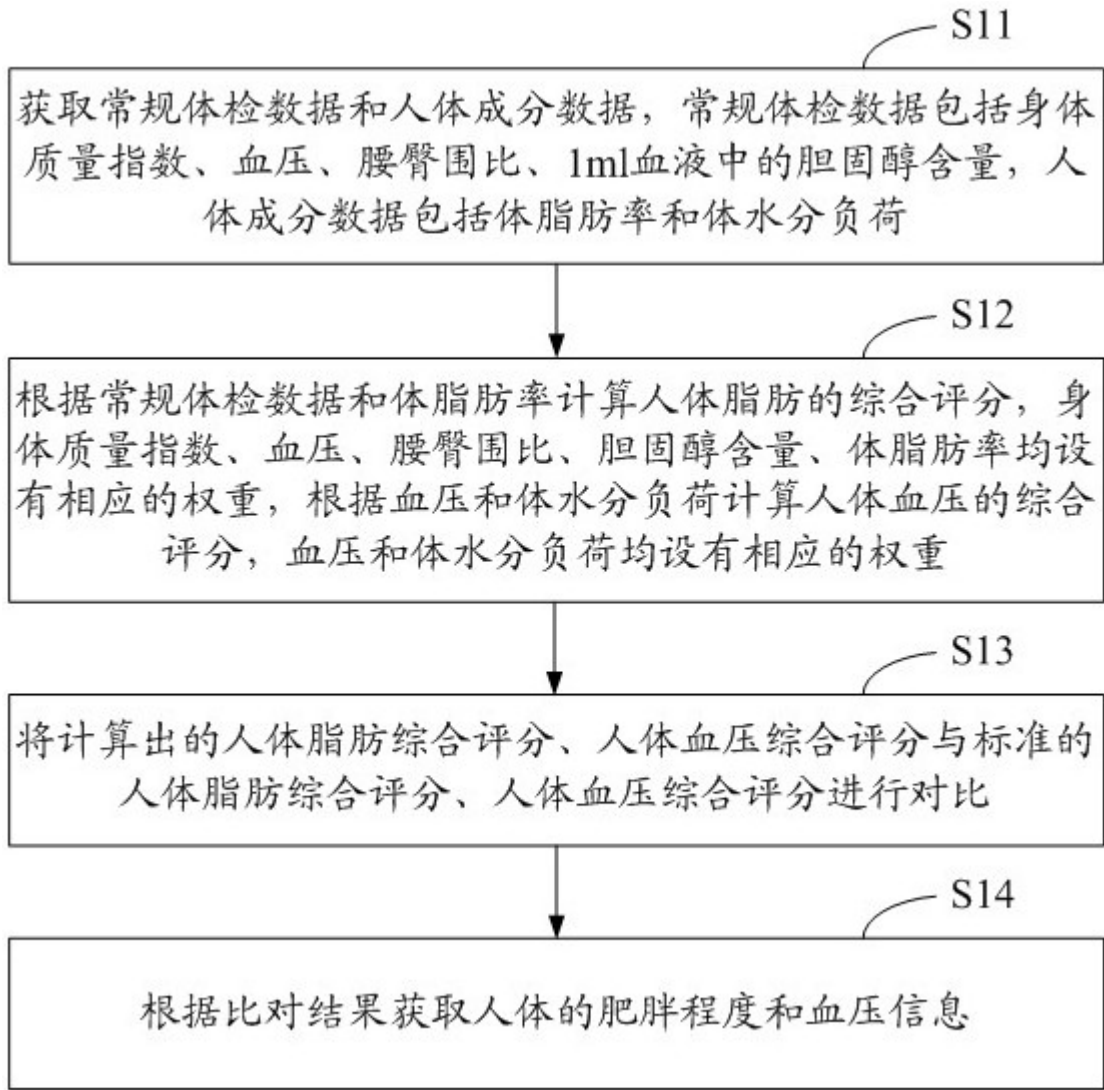 S11
获取常规体检数据和人体成分数据，常规体检数据包括身体
质量指数、血压、腰臀围比、1ml血液中的胆固醇含量，人
体成分数据包括体脂肪率和体水分负荷
S12
根据常规体检数据和体脂肪率计算人体脂肪的综合评分，身
体质量指数、血压、腰臀围比、胆固醇含量、体脂肪率均设
有相应的权重，根据血压和体水分负荷计算人体血压的综合
评分，血压和体水分负荷均设有相应的权重
S13
将计算出的人体脂肪综合评分、人体血压综合评分与标准的
人体脂肪综合评分、人体血压综合评分进行对比
S14
根据比对结果获取人体的肥胖程度和血压信息